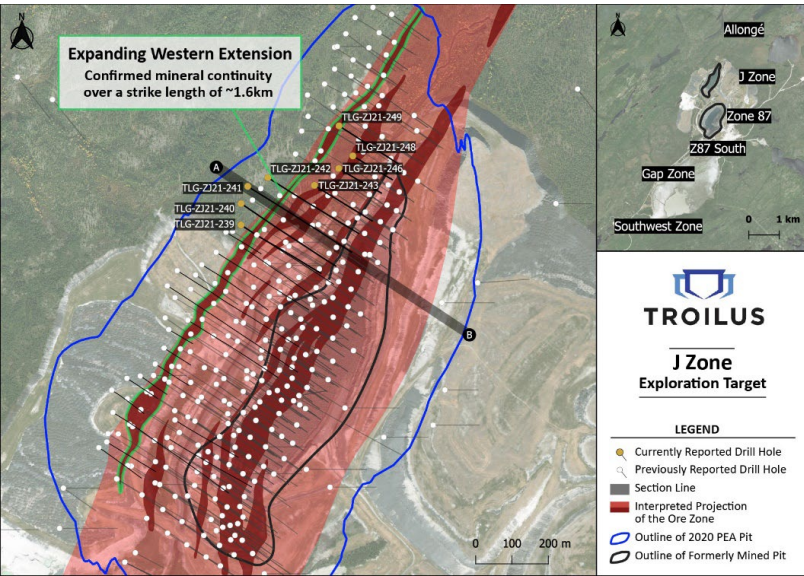 N
Expanding Western Extension
Confirmed mineral continuity
over a strike length of ~1.6km
TLG-ZJ21-249
TLG-ZJ21-248
A
TLG-ZJ21-242
TLG-ZJ21-246
TLG-ZJ21-241
TLG-ZJ21-243
TLG-ZJ21-240
TLG-ZJ21-239
B
0 100 200 m
N
Allongé
J Zone
Zone 87
Z87 South
Gap Zone
Southwest Zone
0 1 km
TROILUS
J Zone
Exploration Target
LEGEND
Currently Reported Drill Hole
Previously Reported Drill Hole
Section Line
Interpreted Projection
of the Ore Zone
Outline of 2020 PEA Pit
Outline of Formerly Mined Pit